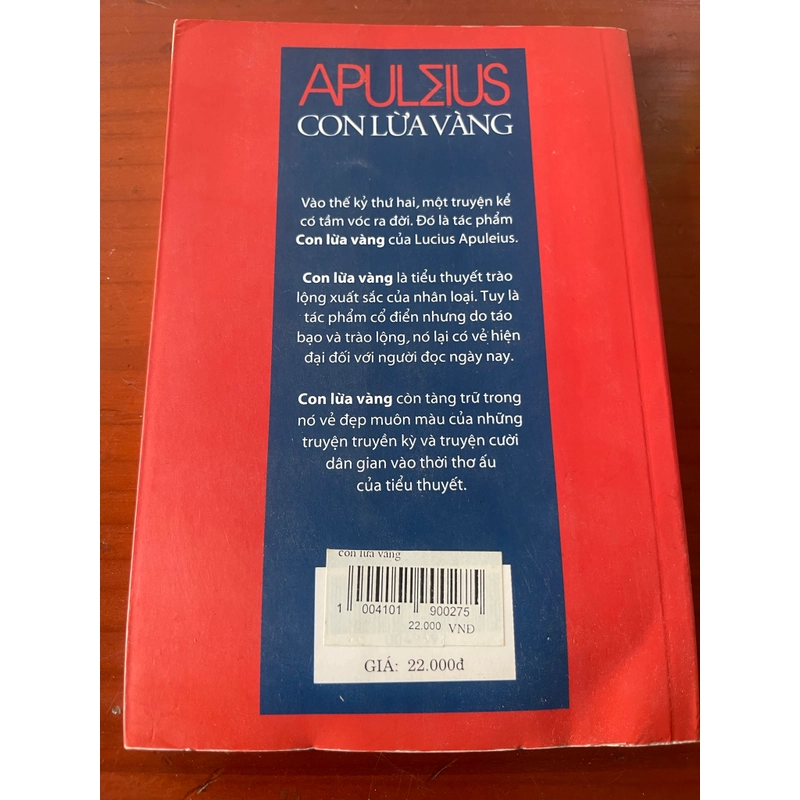 APULΣIUS
CON LỪA VÀNG
Vào thế kỷ thứ hai, một truyện kể
có tầm vóc ra đời. Đó là tác phẩm
Con lừa vàng của Lucius Apuleius.
Con lừa vàng là tiểu thuyết trào
lộng xuất sắc của nhân loại. Tuy là
tác phẩm cổ điển nhưng do táo
bạo và trào lộng, nó lại có vẻ hiện
đại đối với người đọc ngày nay.
Con lừa vàng còn tàng trữ trong
nó vẻ đẹp muôn màu của những
truyện truyền kỳ và truyện cười
dân gian vào thời thơ ấu
của tiểu thuyết.
con lừa vàng
1 004101 900275
22.000 VNĐ
GIÁ: 22.000đ